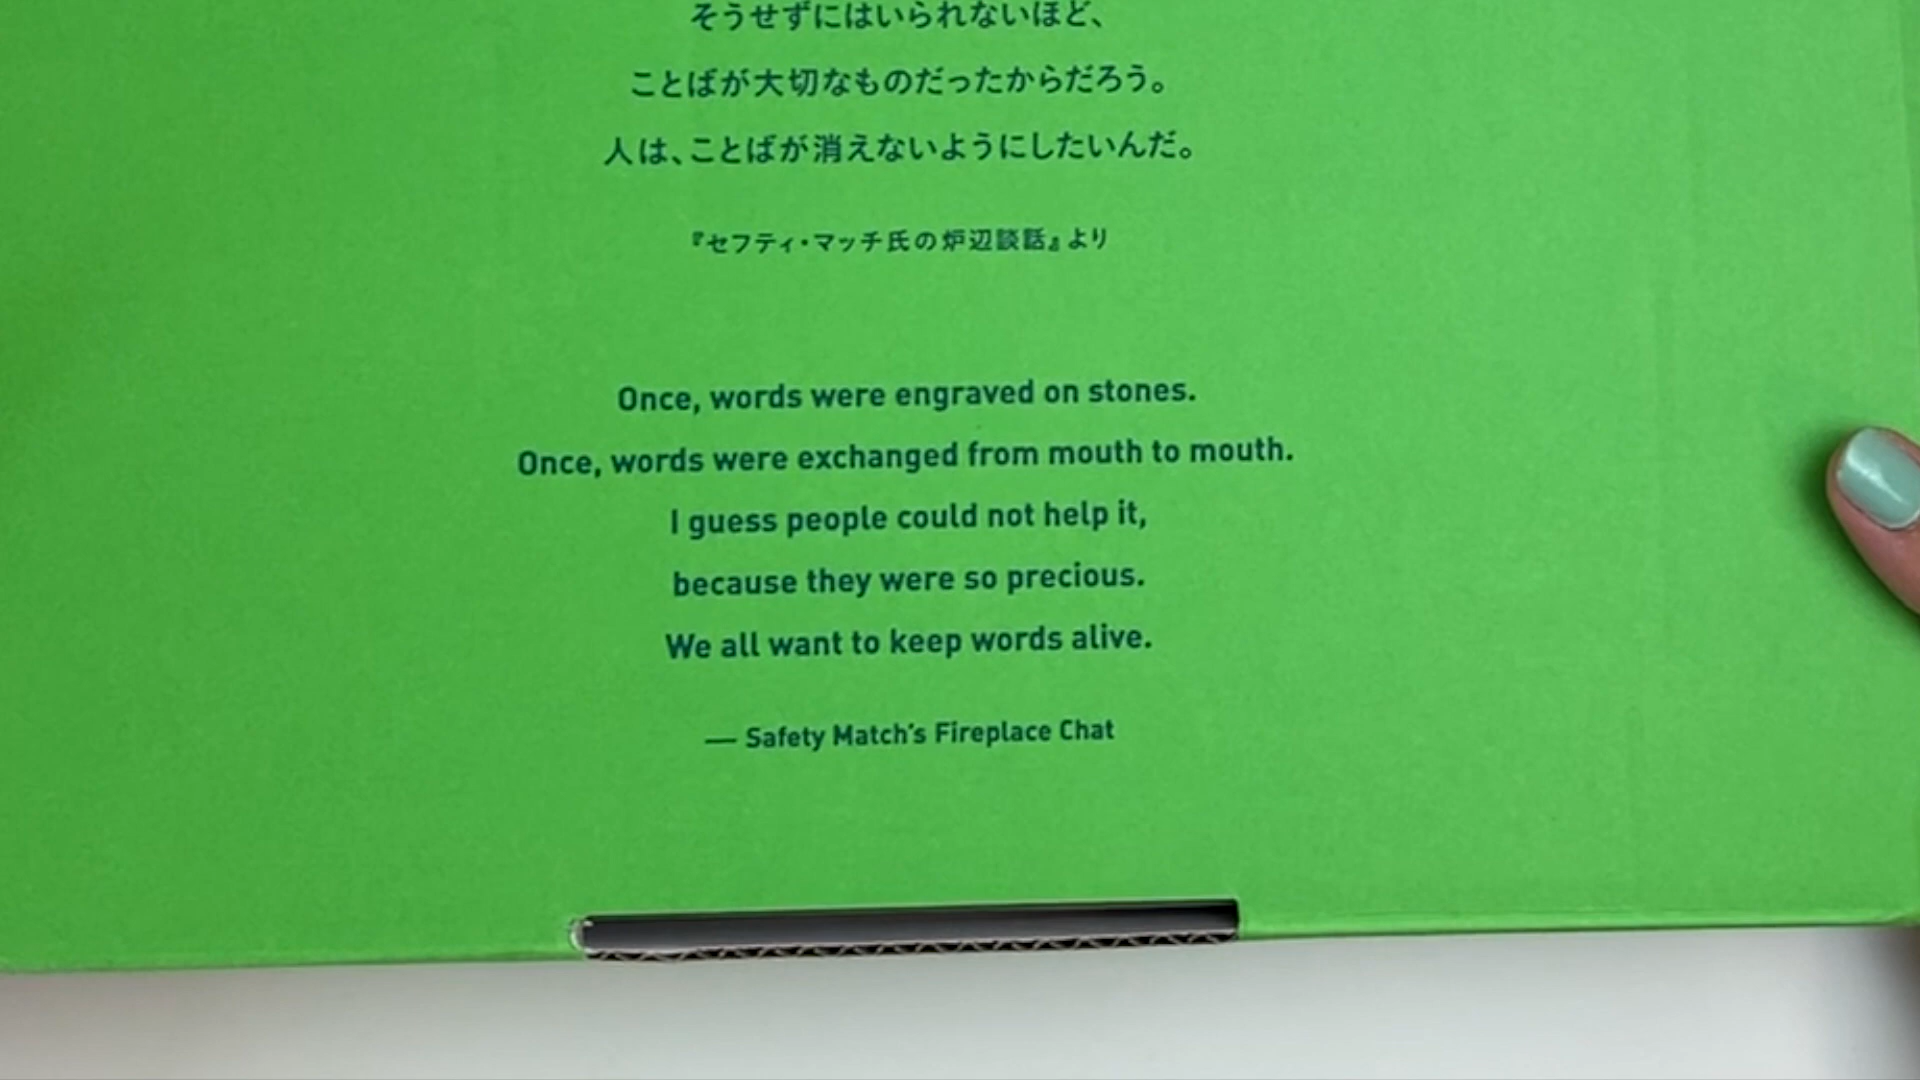 そうせずにはいられないほど、
ことばが大切なものだったからだろう。
人は、ことばが消えないようにしたいんだ。
『セフティ・マッチ氏の炉辺談話』より
Once, words were engraved on stones.
Once, words were exchanged from mouth to mouth.
I guess people could not help it,
because they were so precious.
We all want to keep words alive.
— Safety Match's Fireplace Chat